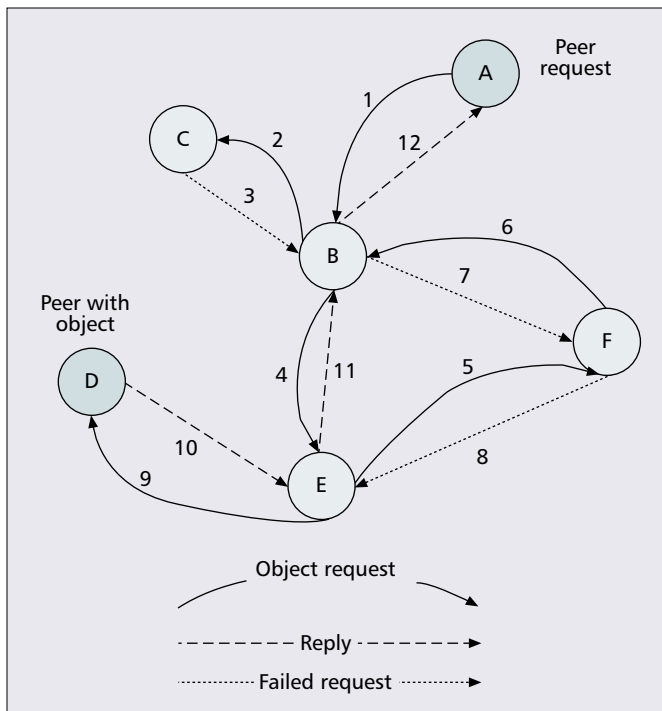 A
Peer
request
1
12
C
2
3
B
6
7
Peer with
object
D
F
4
11
5
10
8
9
E
Object request
Reply
Failed request